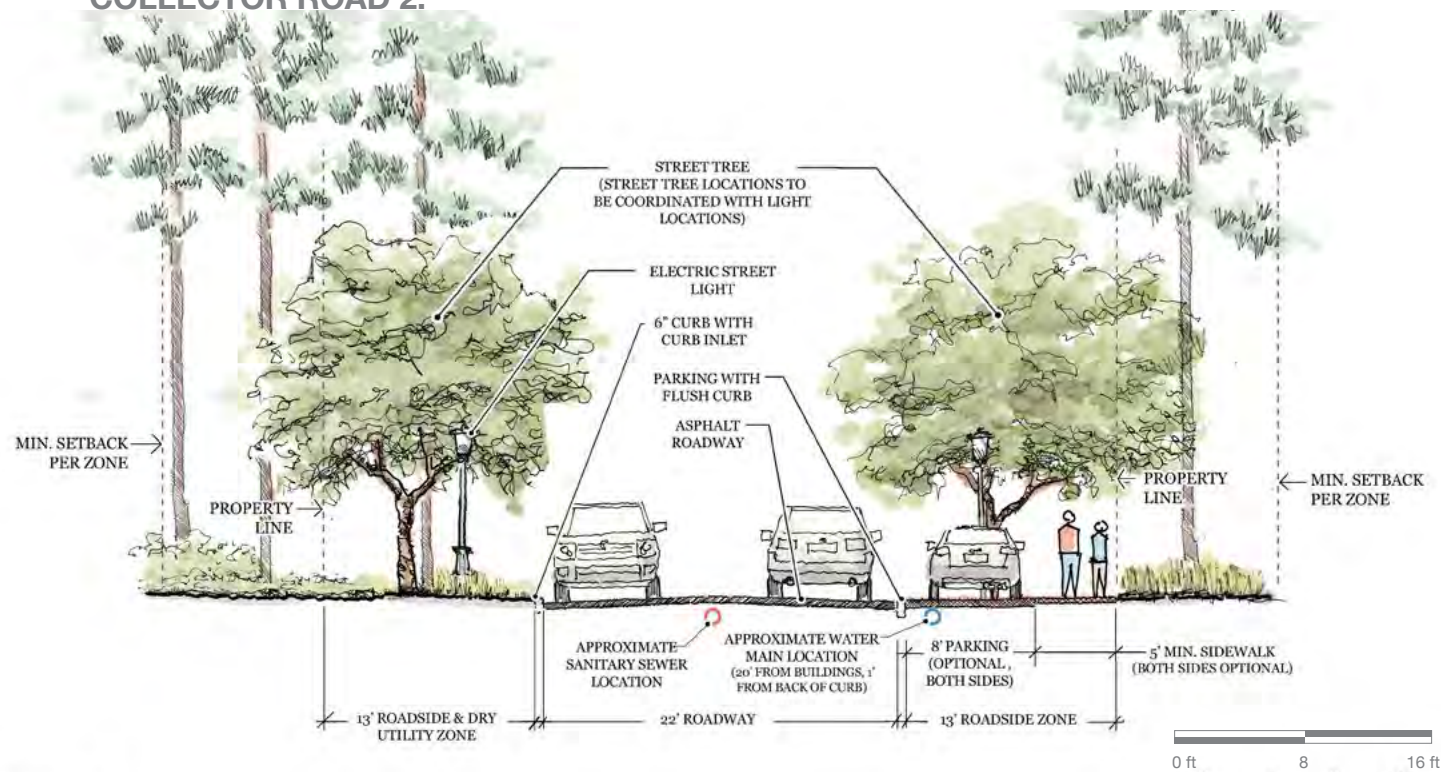 COLLECTOR ROAD 2.
STREET TREE
(STREET TREE LOCATIONS TO
BE COORDINATED WITH LIGHT
LOCATIONS)
ELECTRIC STREET
LIGHT
6" CURB WITH
CURB INLET
PARKING WITH
FLUSH CURB
ASPHALT
ROADWAY
MIN. SETBACK
PER ZONE
PROPERTY
LINE
PROPERTY
LINE
MIN. SETBACK
PER ZONE
APPROXIMATE
SANITARY SEWER
LOCATION
APPROXIMATE WATER
MAIN LOCATION
(20' FROM BUILDINGS, 1'
FROM BACK OF CURB)
8' PARKING
(OPTIONAL,
BOTH SIDES)
5' MIN. SIDEWALK
(BOTH SIDES OPTIONAL)
13' ROADSIDE & DRY
UTILITY ZONE
22' ROADWAY
13' ROADSIDE ZONE
0 ft 8 16 ft